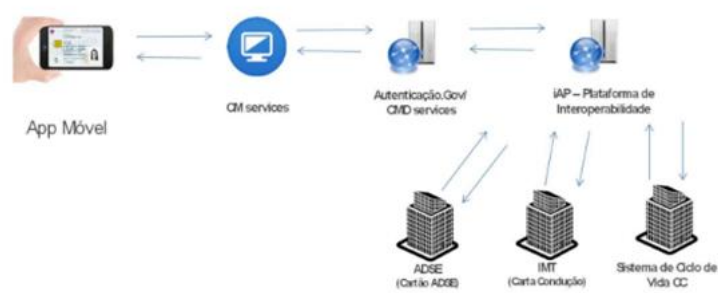 App Móvel
CM services
Autenticação.Gov/
CMD services
iAP – Plataforma de
Interoperabilidade
ADSE
(Cartão ADSE)
IMT
(Carta Condução)
Sistema de Ciclo de
Vida CC